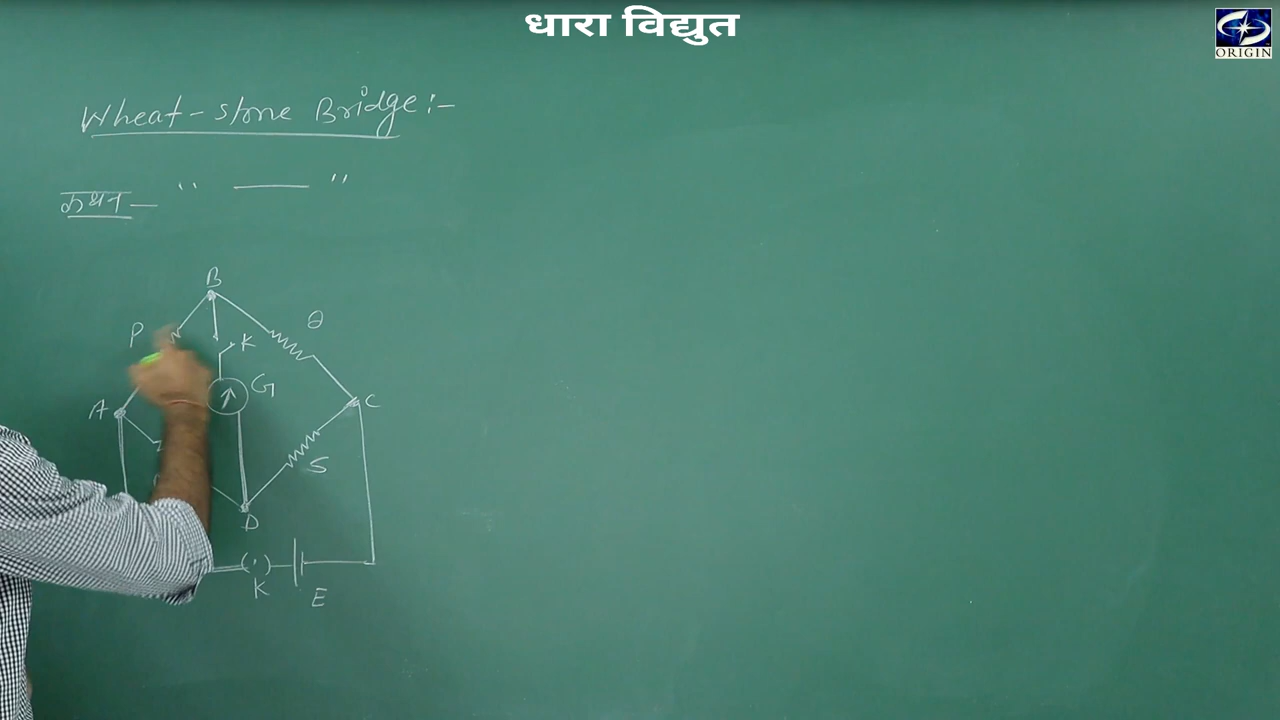 धारा विद्युत
ORIGIN
Wheat-stone Bridge:-
कथन— " —— "
B
P
Q
K
G
A
C
S
D
K
E